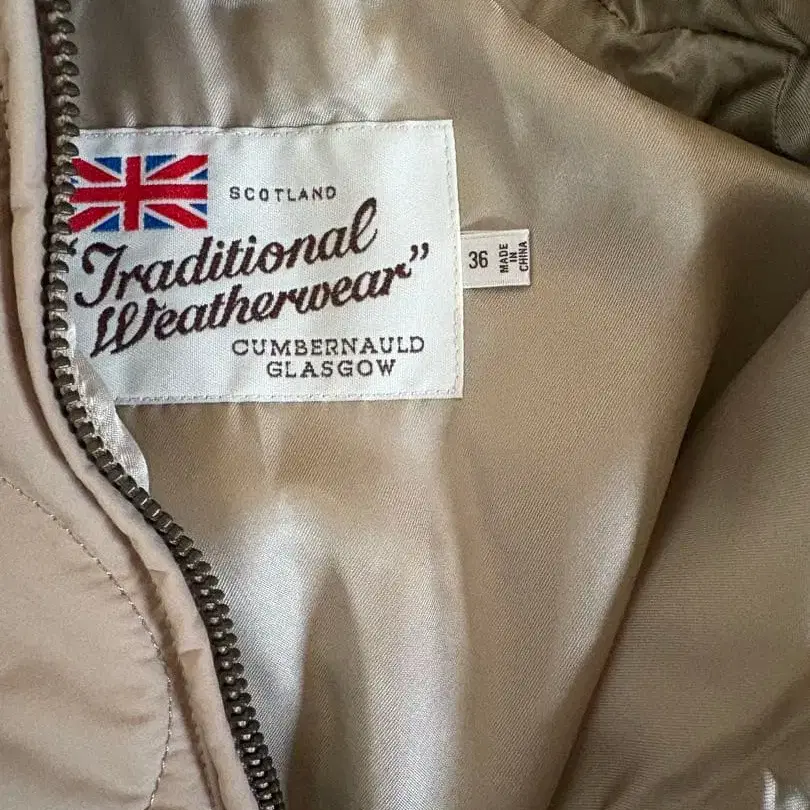 SCOTLAND
"Traditional
Weatherwear"
CUMBERNAULD
GLASGOW
36
MADE
IN
CHINA